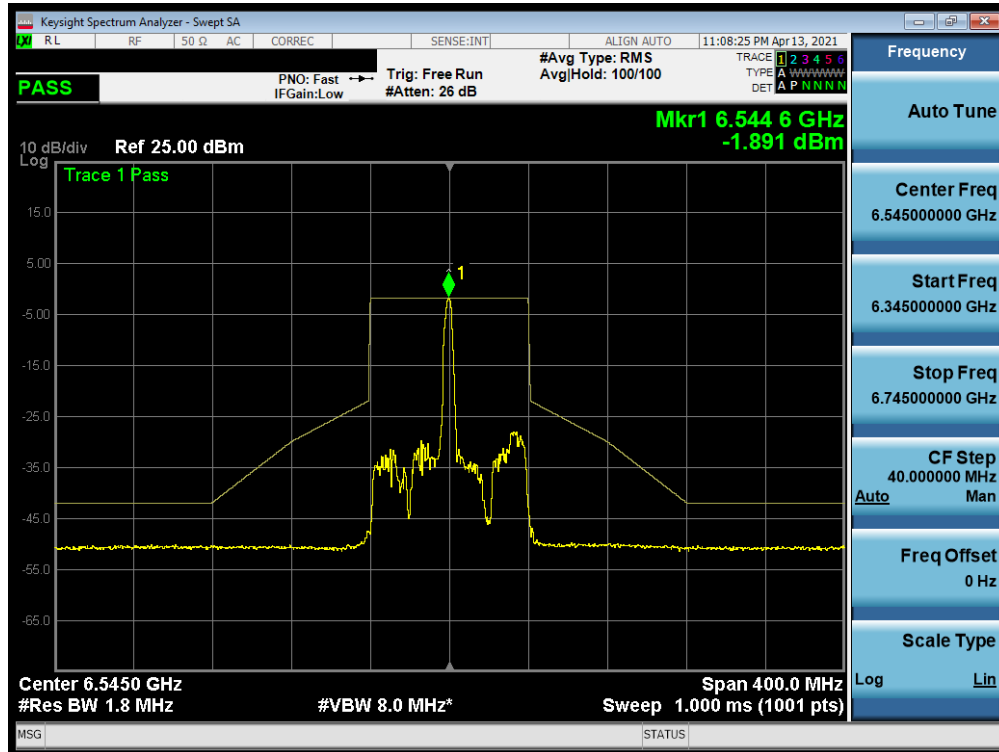 Keysight Spectrum Analyzer - Swept SA
LXI RL RF 50 Ω AC CORREC SENSE:INT ALIGN AUTO 11:08:25 PM Apr 13, 2021
PASS
PNO: Fast
IFGain:Low
Trig: Free Run
#Atten: 26 dB
#Avg Type: RMS
Avg|Hold: 100/100
TRACE 1 2 3 4 5 6
TYPE A WWWWW
DET A P N N N N
Mkr1 6.544 6 GHz
-1.891 dBm
10 dB/div Ref 25.00 dBm
Log
Trace 1 Pass
1
15.0
5.00
-5.00
-15.0
-25.0
-35.0
-45.0
-55.0
-65.0
Center 6.5450 GHz Span 400.0 MHz
#Res BW 1.8 MHz #VBW 8.0 MHz* Sweep 1.000 ms (1001 pts)
MSG STATUS
Frequency
Auto Tune
Center Freq
6.545000000 GHz
Start Freq
6.345000000 GHz
Stop Freq
6.745000000 GHz
CF Step
40.000000 MHz
Auto Man
Freq Offset
0 Hz
Scale Type
Log Lin